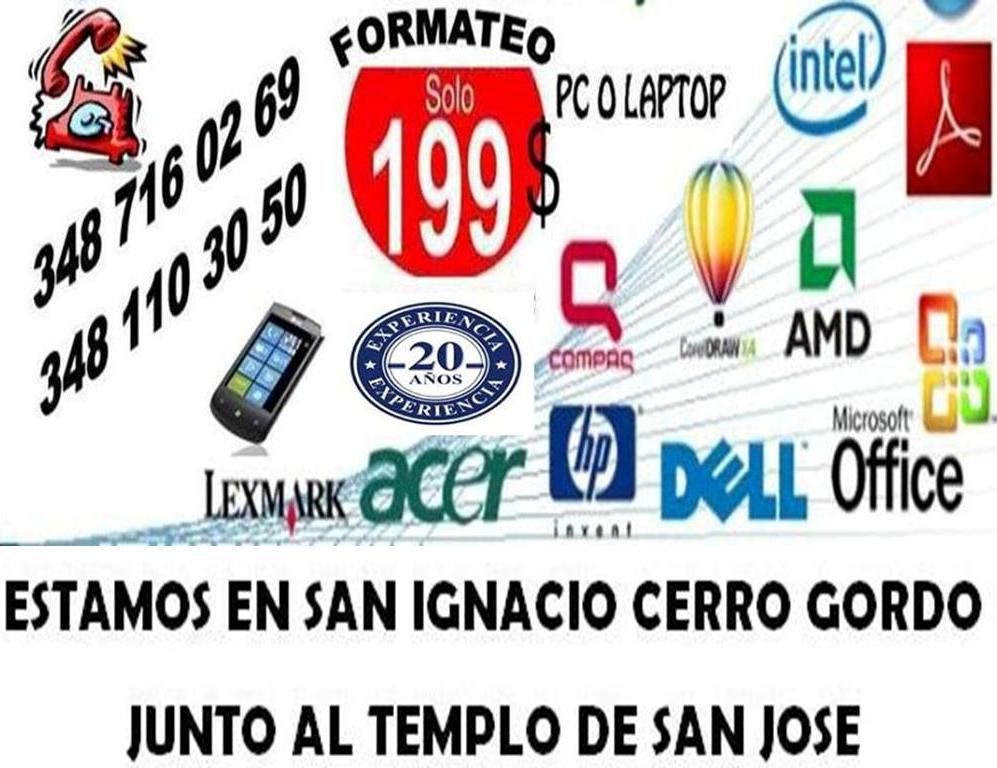 FORMATEO
Solo
199
$
PC O LAPTOP
348 716 02 69
348 110 30 50
intel
EXPERIENCIA
20
AÑOS
EXPERIENCIA
COMPAQ
CorelDRAW X4
AMD
LEXMARK
acer
hp
invent
DELL
Microsoft
Office
ESTAMOS EN SAN IGNACIO CERRO GORDO
JUNTO AL TEMPLO DE SAN JOSE